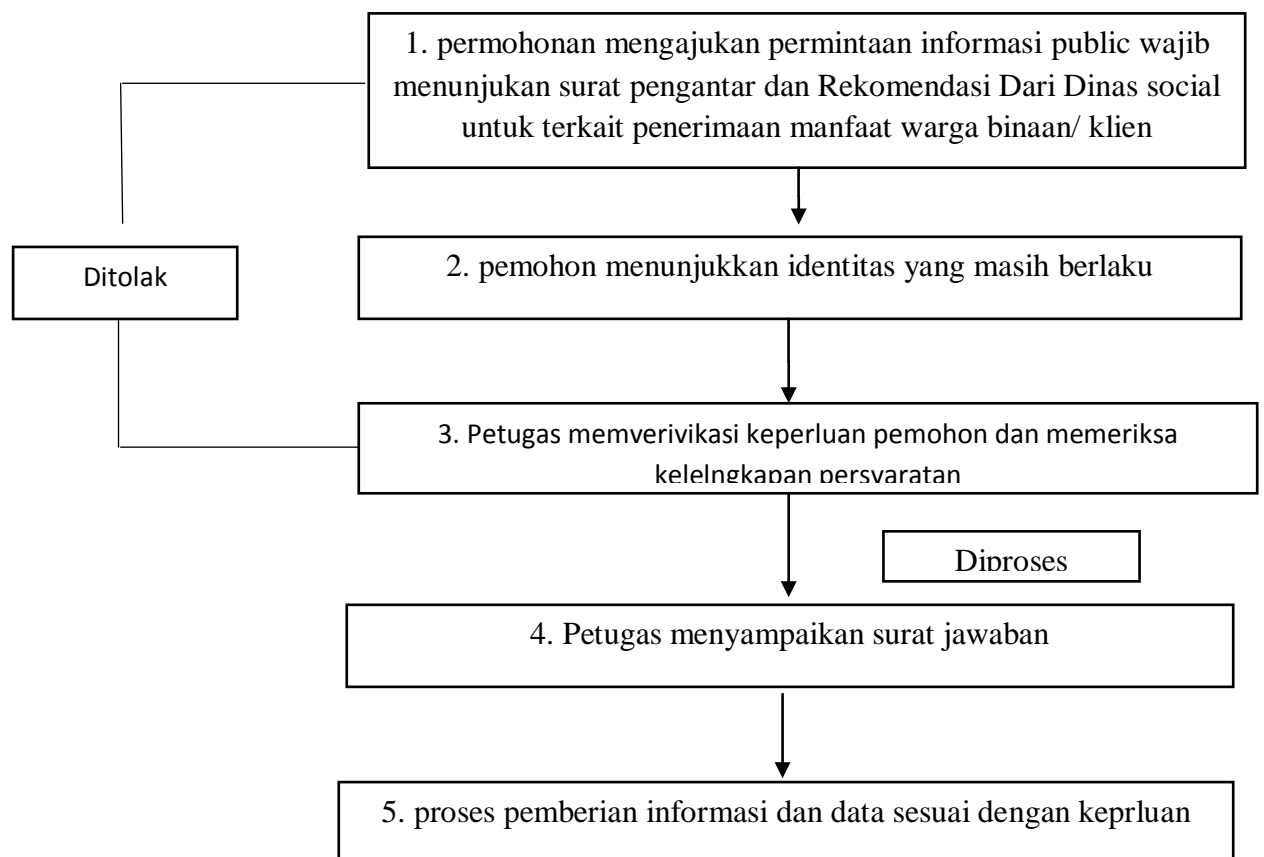 1. permohonan mengajukan permintaan informasi public wajib
menunjukan surat pengantar dan Rekomendasi Dari Dinas social
untuk terkait penerimaan manfaat warga binaan/ klien
Ditolak
2. pemohon menunjukkan identitas yang masih berlaku
3. Petugas memverivikasi keperluan pemohon dan memeriksa
kelelngkapan persyaratan
Diproses
4. Petugas menyampaikan surat jawaban
5. proses pemberian informasi dan data sesuai dengan keprluan